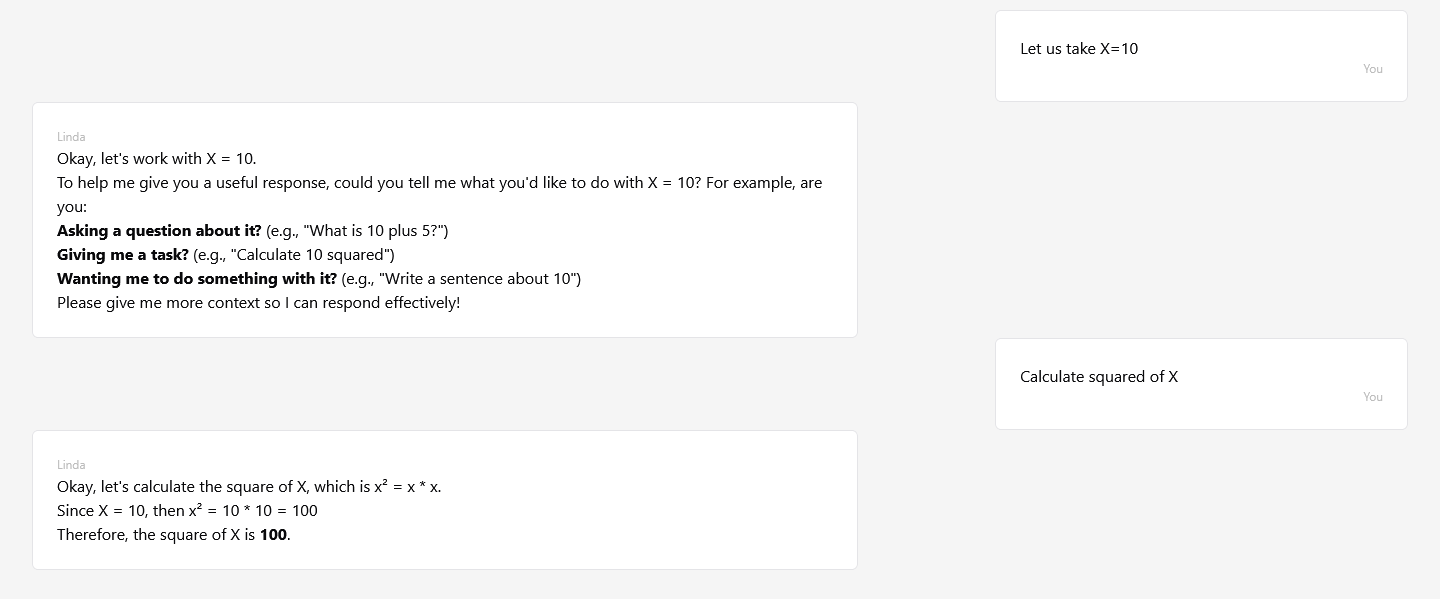 Let us take X=10
You
Linda
Okay, let's work with X = 10.
To help me give you a useful response, could you tell me what you'd like to do with X = 10? For example, are
you:
Asking a question about it? (e.g., "What is 10 plus 5?")
Giving me a task? (e.g., "Calculate 10 squared")
Wanting me to do something with it? (e.g., "Write a sentence about 10")
Please give me more context so I can respond effectively!
Calculate squared of X
You
Linda
Okay, let's calculate the square of X, which is x² = x * x.
Since X = 10, then x² = 10 * 10 = 100
Therefore, the square of X is 100.